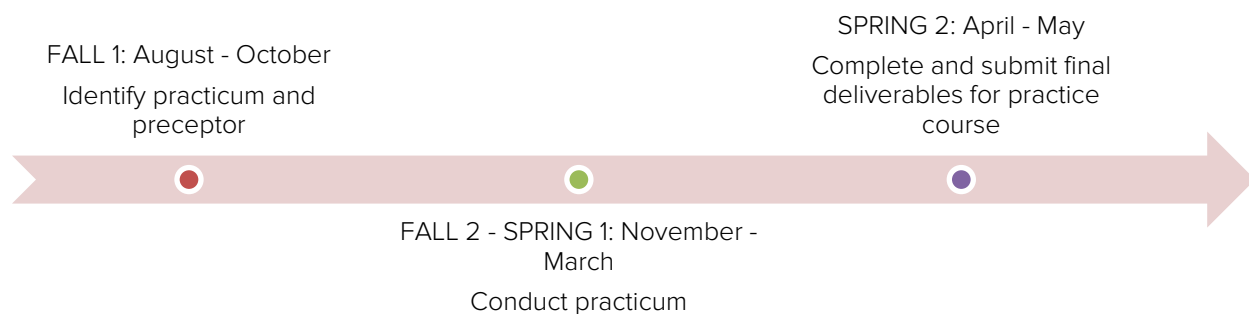 FALL 1: August - October
Identify practicum and
preceptor
FALL 2 - SPRING 1: November -
March
Conduct practicum
SPRING 2: April - May
Complete and submit final
deliverables for practice
course